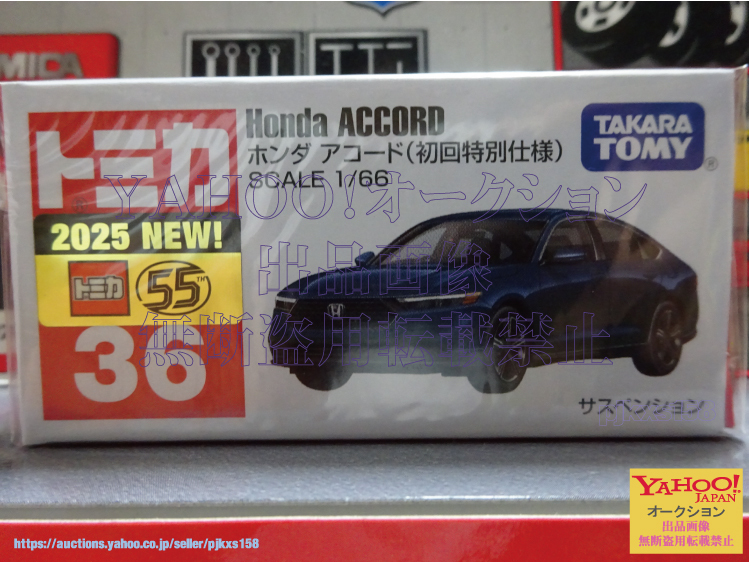 OMICA
Honda ACCORD
ホンダ アコード(初回特別仕様)
SCALE 1/66
トミカ
TAKARA
TOMY
®
YAHOO!オークション
出品画像
無断盗用転載禁止
2025 NEW!
トミカ
55TH
36
サスペンション
YAHOO!
JAPAN
オークション
出品画像
無断盗用転載禁止
https://auctions.yahoo.co.jp/seller/pjkxs158